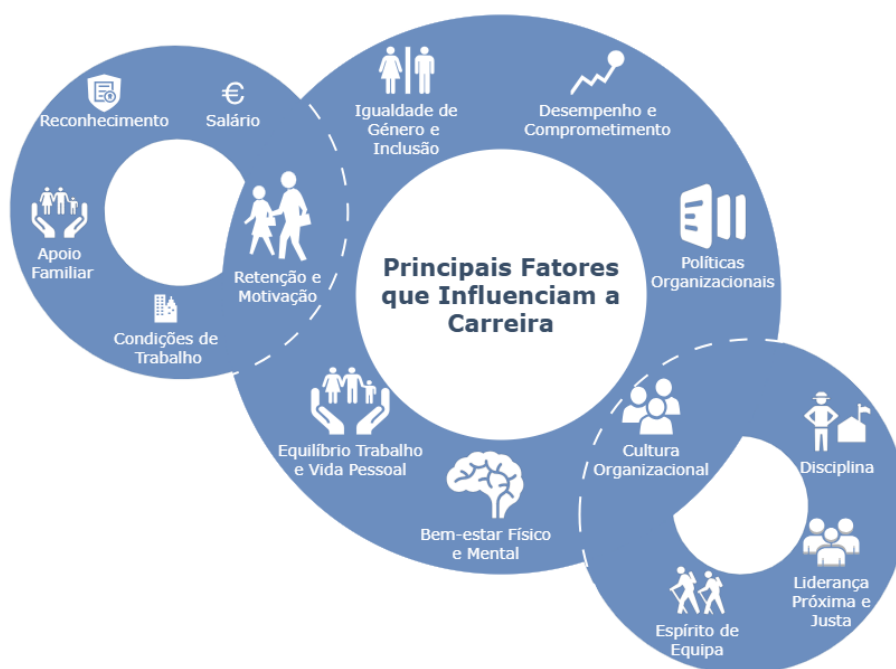 Principais Fatores
que Influenciam a
Carreira
Igualdade de
Género e
Inclusão
Desempenho e
Comprometimento
Políticas
Organizacionais
Cultura
Organizacional
Bem-estar Físico
e Mental
Equilíbrio Trabalho
e Vida Pessoal
Retenção e
Motivação
Reconhecimento
€
Salário
Apoio
Familiar
Condições de
Trabalho
Disciplina
Liderança
Próxima e
Justa
Espírito de
Equipa